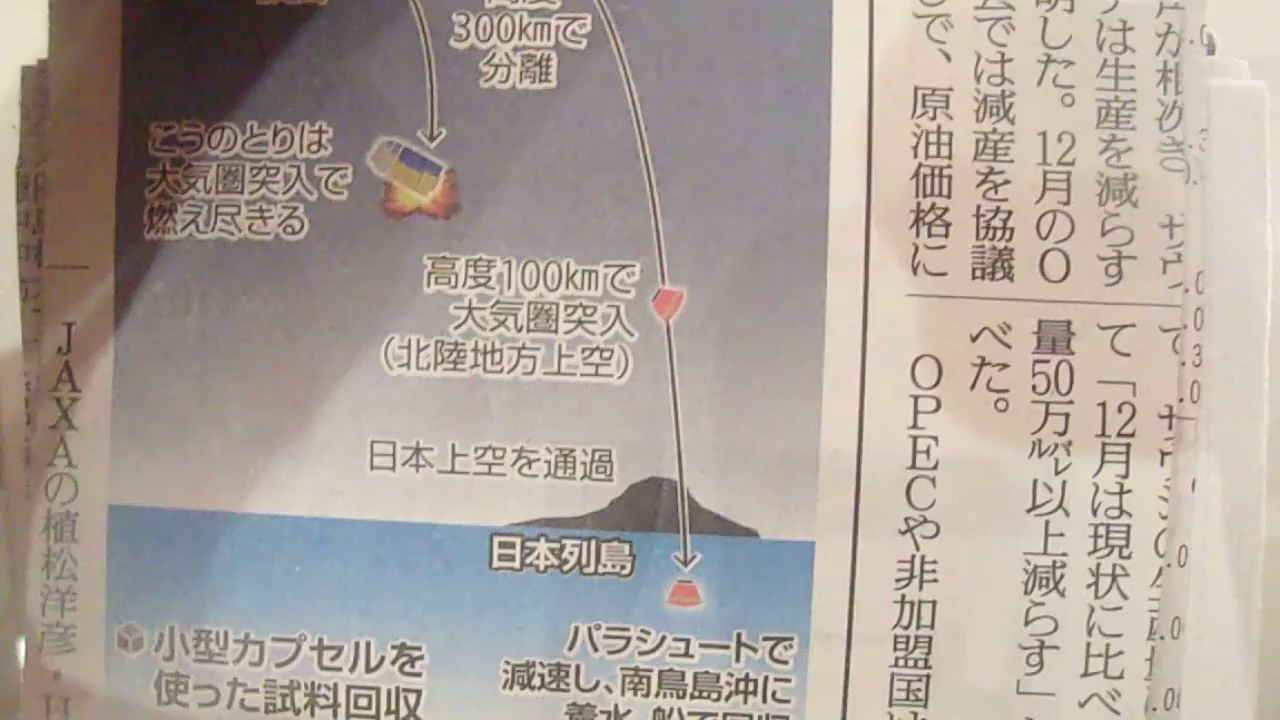 300kmで
分離
こうのとりは
大気圏突入で
燃え尽きる
高度100kmで
大気圏突入
(北陸地方上空)
日本上空を通過
日本列島
パラシュートで
減速し、南鳥島沖に
小型カプセルを
使った試料回収
JAXAの植松洋彦・H
は生産を減らす
明した。12月のO
では減産を協議
で、原油価格に
て「12月は現状に比べ
量50万バレル以上減らす」
べた。
OPECや非加盟国